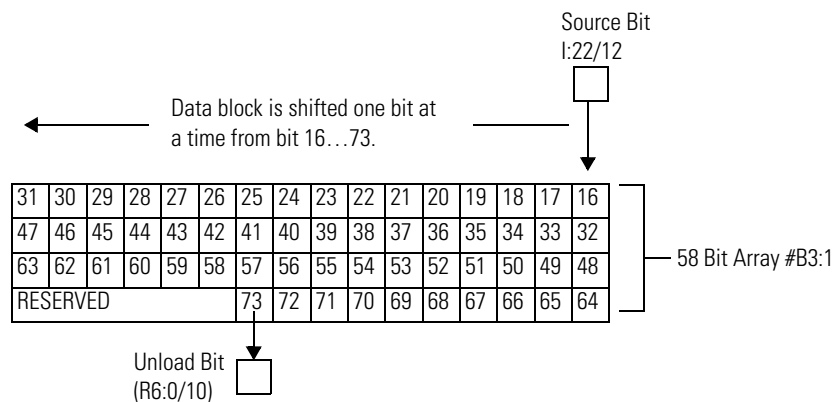 Source Bit
I:22/12
Data block is shifted one bit at
a time from bit 16…73.
31 30 29 28 27 26 25 24 23 22 21 20 19 18 17 16
47 46 45 44 43 42 41 40 39 38 37 36 35 34 33 32
63 62 61 60 59 58 57 56 55 54 53 52 51 50 49 48
RESERVED 73 72 71 70 69 68 67 66 65 64
58 Bit Array #B3:1
Unload Bit
(R6:0/10)